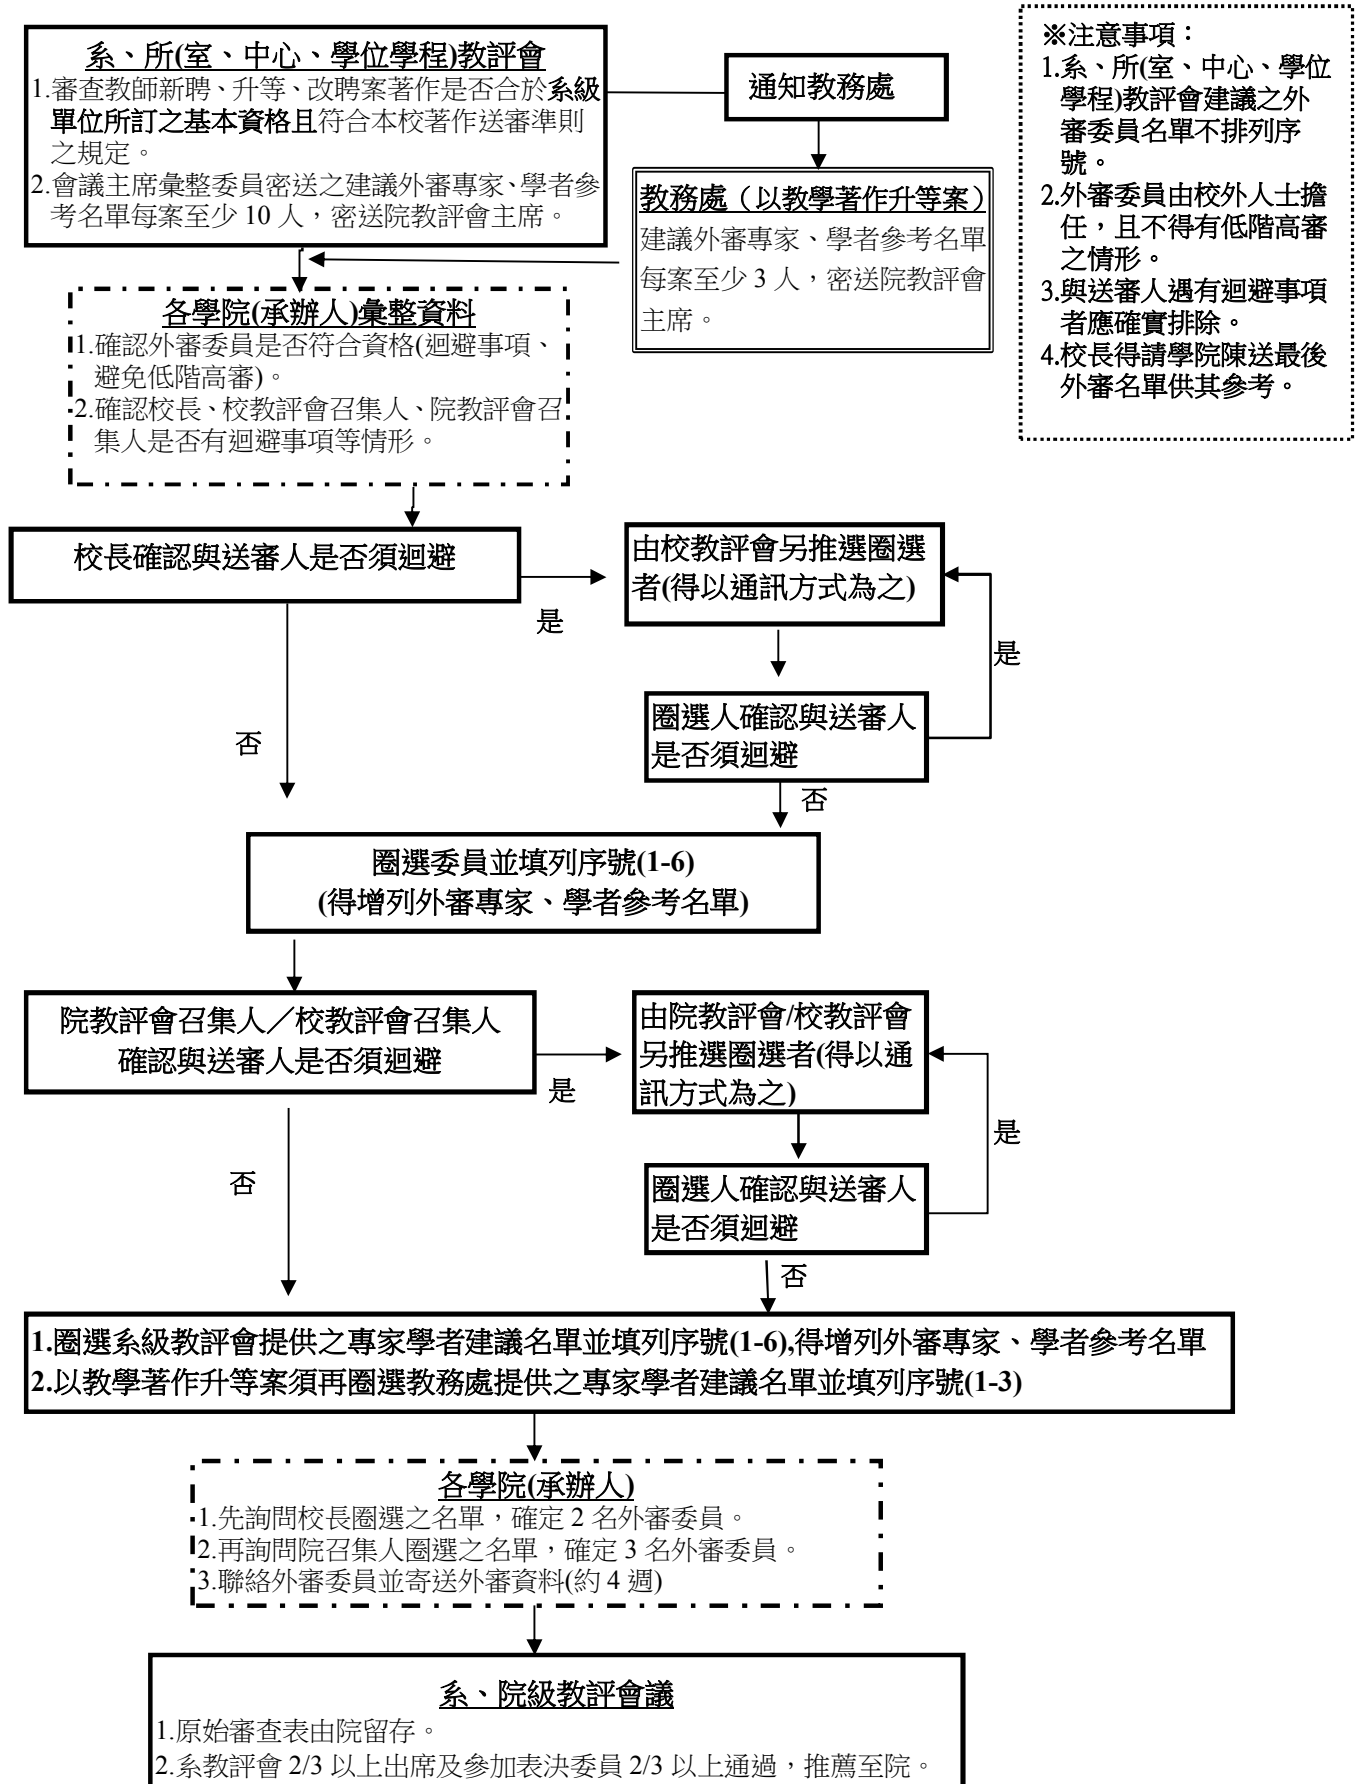 系、所(室、中心、學位學程)教評會
1.審查教師新聘、升等、改聘案著作是否合於系級
單位所訂之基本資格且符合本校著作送審準則
之規定。
2.會議主席彙整委員密送之建議外審專家、學者參
考名單每案至少 10 人，密送院教評會主席。
通知教務處
教務處（以教學著作升等案）
建議外審專家、學者參考名單
每案至少 3 人，密送院教評會
主席。
※注意事項：
1.系、所(室、中心、學位
學程)教評會建議之外
審委員名單不排列序
號。
2.外審委員由校外人士擔
任，且不得有低階高審
之情形。
3.與送審人遇有迴避事項
者應確實排除。
4.校長得請學院陳送最後
外審名單供其參考。
各學院(承辦人)彙整資料
1.確認外審委員是否符合資格(迴避事項、
避免低階高審)。
2.確認校長、校教評會召集人、院教評會召
集人是否有迴避事項等情形。
校長確認與送審人是否須迴避
是
由校教評會另推選圈選
者(得以通訊方式為之)
是
圈選人確認與送審人
是否須迴避
否
否
圈選委員並填列序號(1-6)
(得增列外審專家、學者參考名單)
院教評會召集人／校教評會召集人
確認與送審人是否須迴避
是
由院教評會/校教評會
另推選圈選者(得以通
訊方式為之)
是
圈選人確認與送審人
是否須迴避
否
否
1.圈選系級教評會提供之專家學者建議名單並填列序號(1-6),得增列外審專家、學者參考名單
2.以教學著作升等案須再圈選教務處提供之專家學者建議名單並填列序號(1-3)
各學院(承辦人)
1.先詢問校長圈選之名單，確定 2 名外審委員。
2.再詢問院召集人圈選之名單，確定 3 名外審委員。
3.聯絡外審委員並寄送外審資料(約 4 週)
系、院級教評會議
1.原始審查表由院留存。
2.系教評會 2/3 以上出席及參加表決委員 2/3 以上通過，推薦至院。